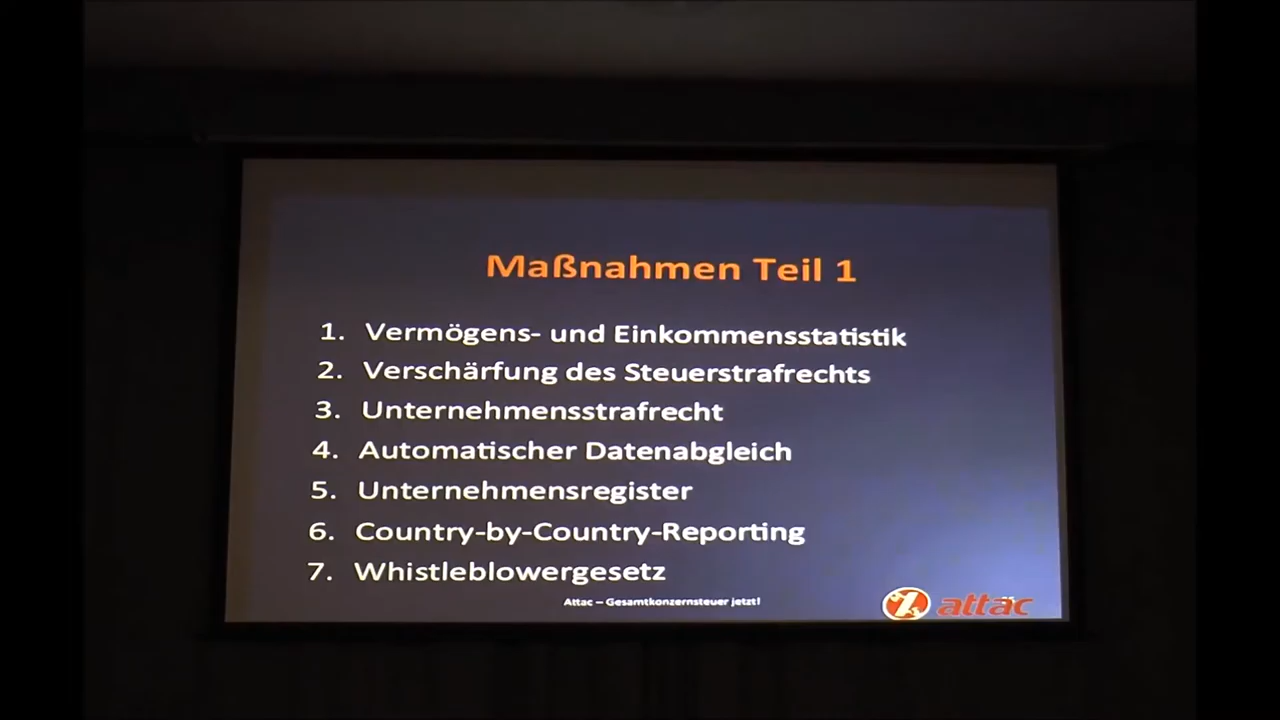 Maßnahmen Teil 1
1. Vermögens- und Einkommensstatistik
2. Verschärfung des Steuerstrafrechts
3. Unternehmensstrafrecht
4. Automatischer Datenabgleich
5. Unternehmensregister
6. Country-by-Country-Reporting
7. Whistleblowergesetz
Attac – Gesamtkonzernsteuer jetzt!
attac